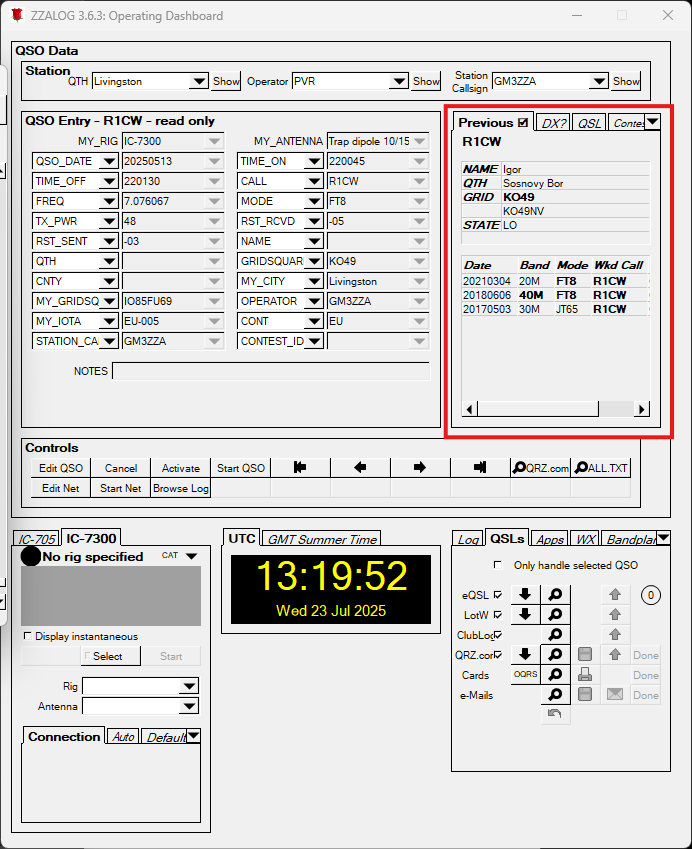 ZZALOG 3.6.3: Operating Dashboard
QSO Data
Station
QTH Livingston Show Operator PVR Show Station Callsign GM3ZZA Show
QSO Entry - R1CW - read only
MY_RIG IC-7300 MY_ANTENNA Trap dipole 10/15
QSO_DATE 20250513 TIME_ON 220045
TIME_OFF 220130 CALL R1CW
FREQ 7.076067 MODE FT8
TX_PWR 48 RST_RCVD -05
RST_SENT -03 NAME
QTH GRIDSQUAR KO49
CNTY MY_CITY Livingston
MY_GRIDSQ IO85FU69 OPERATOR GM3ZZA
MY_IOTA EU-005 CONT EU
STATION_CA GM3ZZA CONTEST_ID
NOTES
Previous DX? QSL Contes
R1CW
NAME Igor
QTH Sosnovy Bor
GRID KO49
KO49NV
STATE LO
Date Band Mode Wkd Call
20210304 20M FT8 R1CW
20180606 40M FT8 R1CW
20170503 30M JT65 R1CW
Controls
Edit QSO Cancel Activate Start QSO QRZ.com ALL.TXT
Edit Net Start Net Browse Log
IC-705 IC-7300
No rig specified CAT
Display instantaneous
Select Start
Rig
Antenna
Connection Auto Default
UTC GMT Summer Time
13:19:52
Wed 23 Jul 2025
Log QSLs Apps WX Bandplan
Only handle selected QSO
eQSL 0
LotW
ClubLog
QRZ.com Done
Cards OQRS Done
e-Mails Done